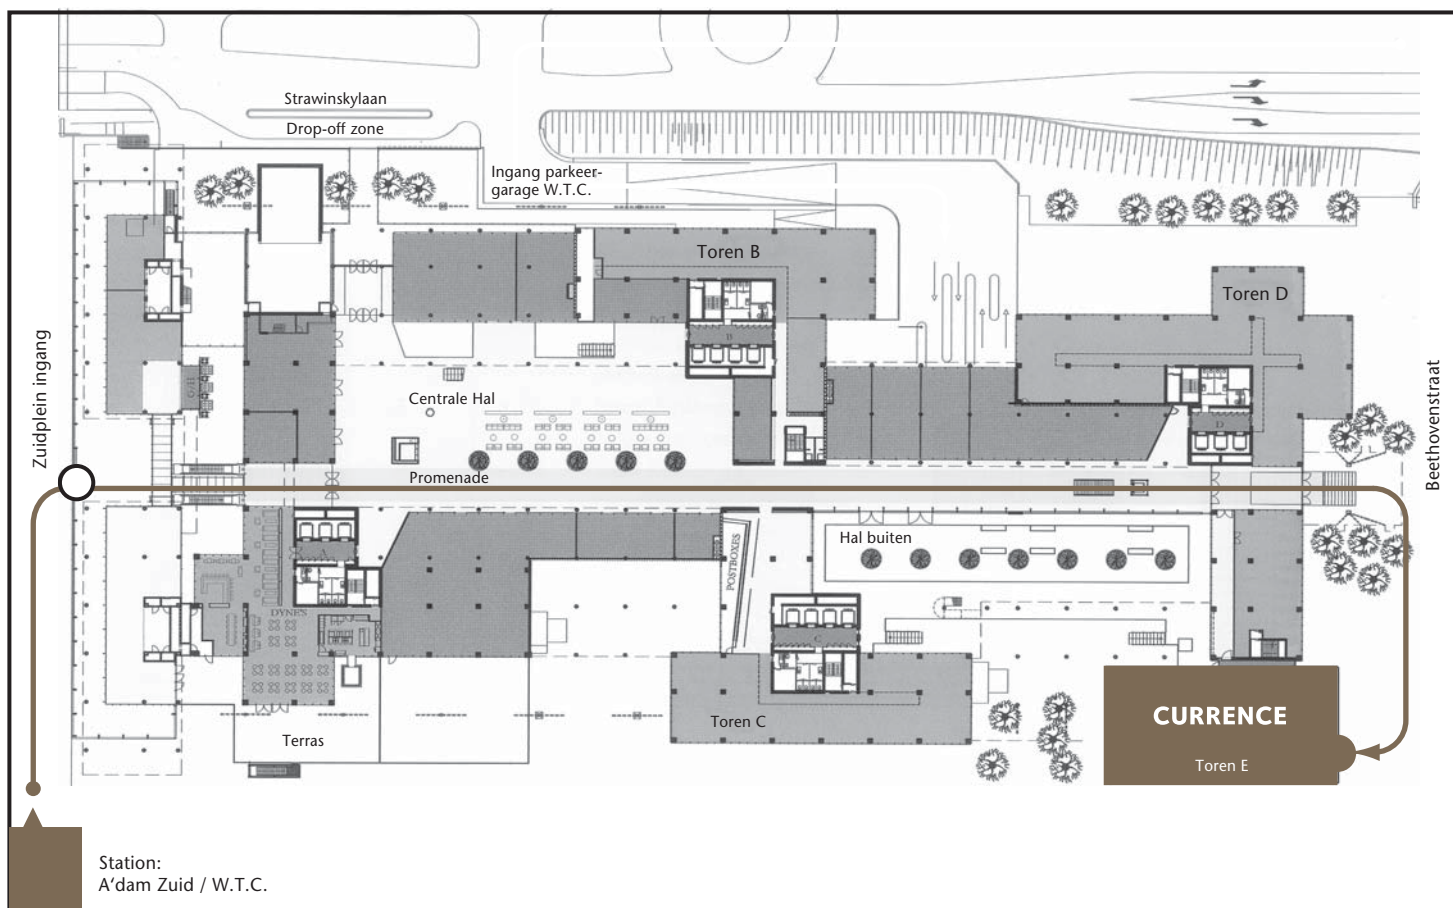 Strawinskylaan
Drop-off zone
Ingang parkeer-
garage W.T.C.
Toren B
Toren D
B
D
Zuidplein ingang
Beethovenstraat
Centrale Hal
Promenade
Hal buiten
POSTBOXES
A
DYNE'S
C
Toren C
Terras
CURRENCE
Toren E
Station:
A‘dam Zuid / W.T.C.